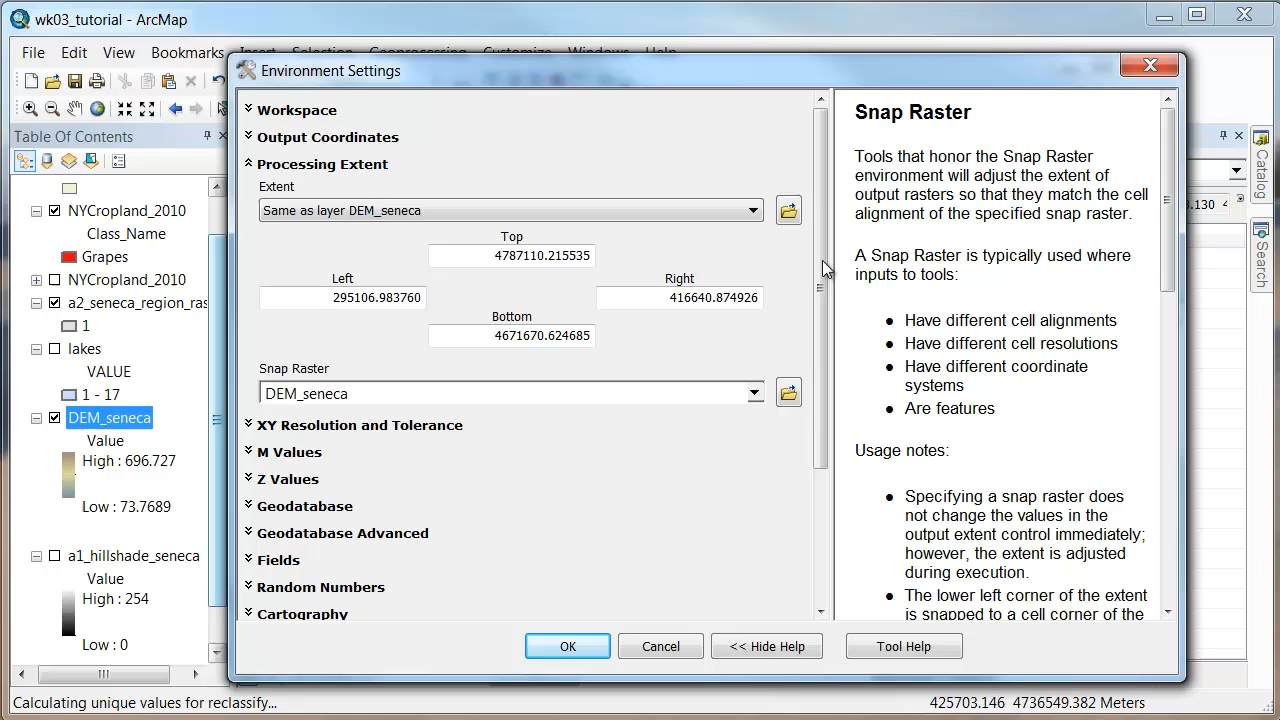 wk03_tutorial - ArcMap
File Edit View Bookmarks Insert Selection Geoprocessing Customize Windows Help
Environment Settings
Table Of Contents
NYCropland_2010
Class_Name
Grapes
NYCropland_2010
a2_seneca_region_ras
1
lakes
VALUE
1 - 17
DEM_seneca
Value
High : 696.727
Low : 73.7689
a1_hillshade_seneca
Value
High : 254
Low : 0
Workspace
Output Coordinates
Processing Extent
Extent
Same as layer DEM_seneca
Top
4787110.215535
Left
Right
295106.983760
416640.874926
Bottom
4671670.624685
Snap Raster
DEM_seneca
XY Resolution and Tolerance
M Values
Z Values
Geodatabase
Geodatabase Advanced
Fields
Random Numbers
Cartography
OK
Cancel
<< Hide Help
Tool Help
Snap Raster
Tools that honor the Snap Raster
environment will adjust the extent of
output rasters so that they match the cell
alignment of the specified snap raster.
A Snap Raster is typically used where
inputs to tools:
● Have different cell alignments
● Have different cell resolutions
● Have different coordinate
systems
● Are features
Usage notes:
● Specifying a snap raster does
not change the values in the
output extent control immediately;
however, the extent is adjusted
during execution.
● The lower left corner of the extent
is snapped to a cell corner of the
Catalog
Search
Calculating unique values for reclassify...
425703.146 4736549.382 Meters